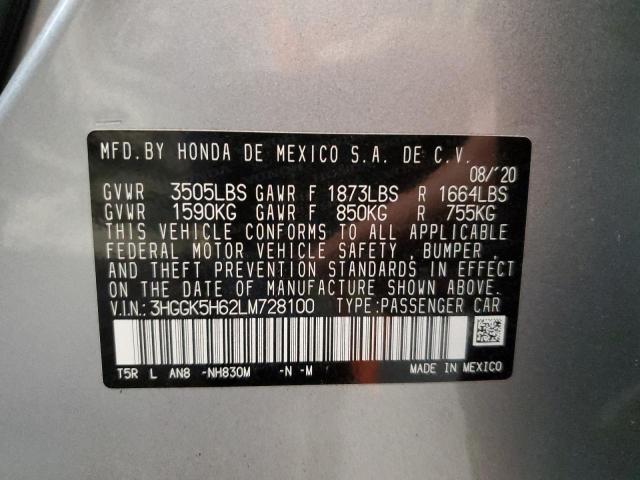 MFD. BY HONDA DE MEXICO S.A. DE C.V.
08/'20
GVWR 3505LBS GAWR F 1873LBS R 1664LBS
GVWR 1590KG GAWR F 850KG R 755KG
THIS VEHICLE CONFORMS TO ALL APPLICABLE
FEDERAL MOTOR VEHICLE SAFETY , BUMPER ,
AND THEFT PREVENTION STANDARDS IN EFFECT
ON THE DATE OF MANUFACTURE SHOWN ABOVE.
V.I.N: 3HGGK5H62LM728100 TYPE:PASSENGER CAR
T5R L AN8 -NH830M -N -M
MADE IN MEXICO